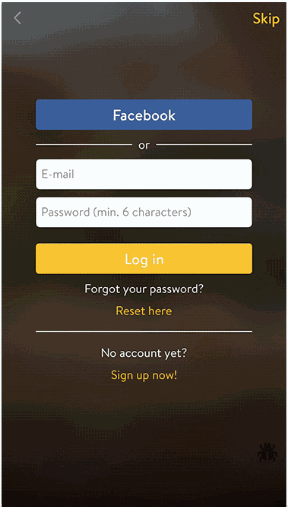 Skip
Facebook
or
E-mail
Password (min. 6 characters)
Log in
Forgot your password?
Reset here
No account yet?
Sign up now!